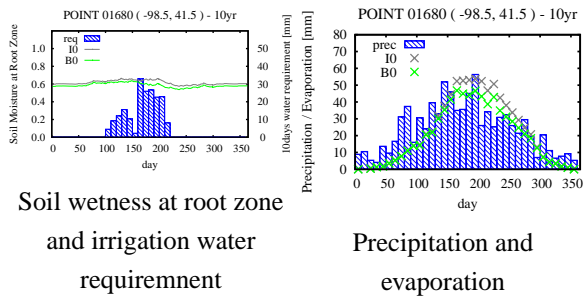 POINT 01680 ( -98.5, 41.5 ) - 10yr
req
I0
B0
Soil Moisture at Root Zone
1.2
1.0
0.8
0.6
0.4
0.2
0.0
50
40
30
20
10
0
10days water requirement [mm]
0 50 100 150 200 250 300 350
day
Soil wetness at root zone
and irrigation water
requiremnent
POINT 01680 ( -98.5, 41.5 ) - 10yr
prec
I0
B0
Precipitation / Evaporation [mm]
80
70
60
50
40
30
20
10
0
0 50 100 150 200 250 300 350
day
Precipitation and
evaporation